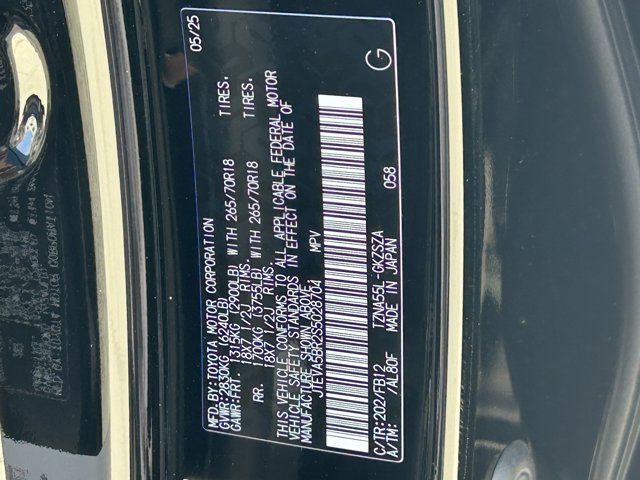 MFD. BY:TOYOTA MOTOR CORPORATION 05/25
GVWR:2830KG (6240LB)
GAWR:FRT. 1315KG (2900LB) WITH 265/70R18 TIRES.
18X7 1/2J RIMS.
RR. 1700KG (3755LB) WITH 265/70R18 TIRES.
18X7 1/2J RIMS.
THIS VEHICLE CONFORMS TO ALL APPLICABLE FEDERAL MOTOR
VEHICLE SAFETY STANDARDS IN EFFECT ON THE DATE OF
MANUFACTURE SHOWN ABOVE.
JTEVA5BR2S5028704 MPV
C/TR:202/FB12 TZNA55L-GKZSZA 058
A/TM: /AL80F MADE IN JAPAN
G